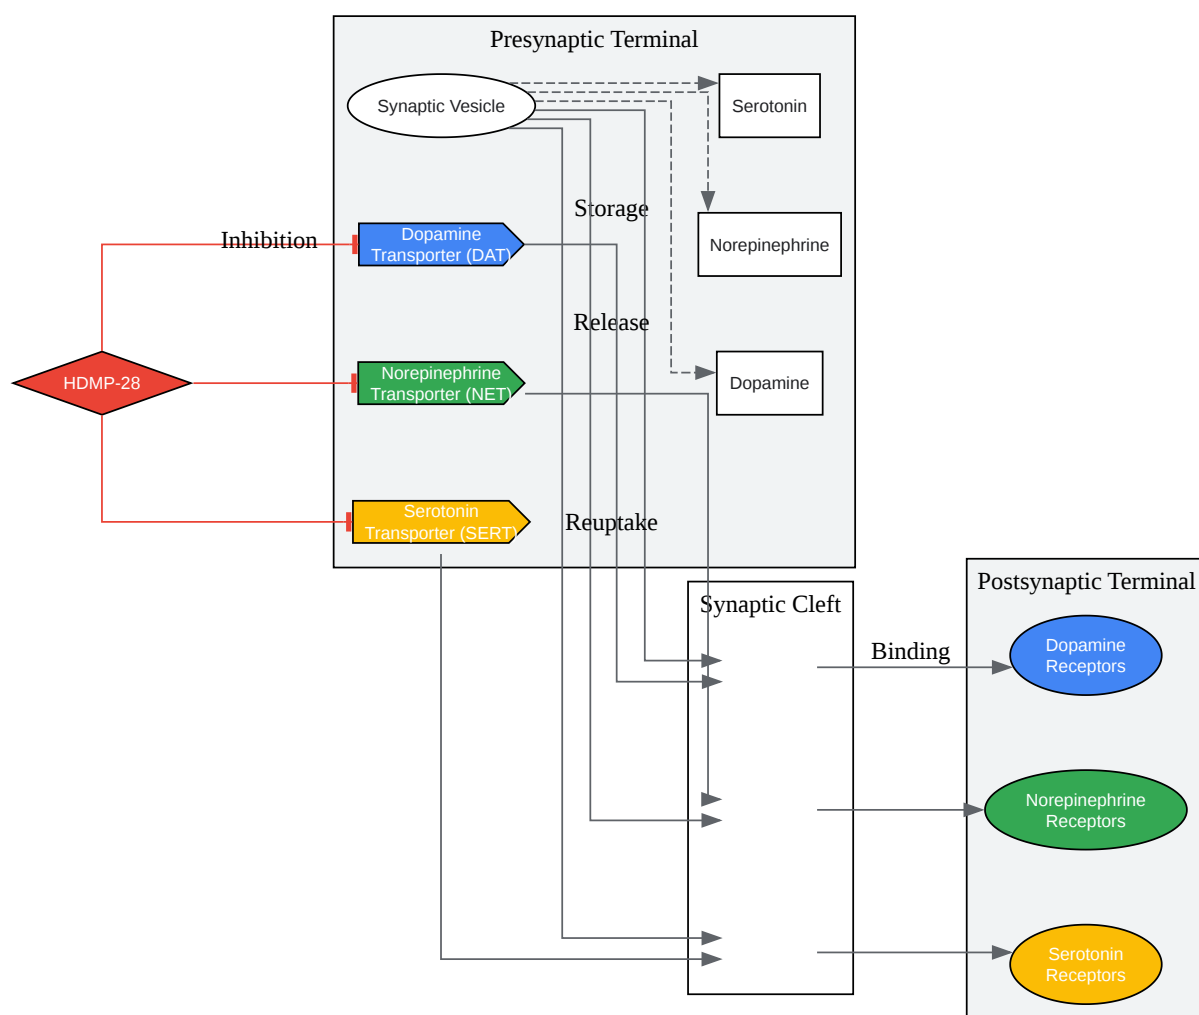 Presynaptic Terminal
Synaptic Vesicle
Serotonin
Storage
Inhibition
Dopamine
Transporter (DAT)
Norepinephrine
Release
HDMP-28
Norepinephrine
Transporter (NET)
Dopamine
Serotonin
Transporter (SERT)
Reuptake
Synaptic Cleft
Postsynaptic Terminal
Binding
Dopamine
Receptors
Norepinephrine
Receptors
Serotonin
Receptors